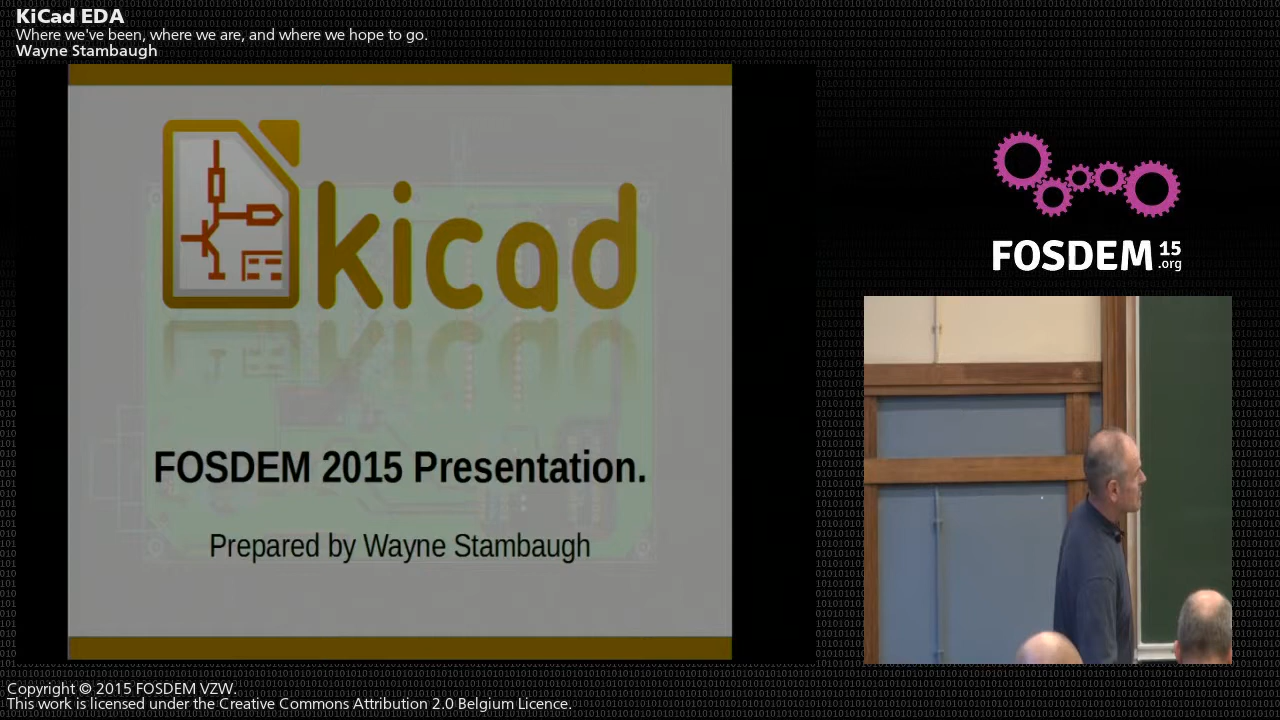 KiCad EDA
Where we've been, where we are, and where we hope to go.
Wayne Stambaugh
kicad
FOSDEM 2015 Presentation.
Prepared by Wayne Stambaugh
FOSDEM 15
.org
Copyright © 2015 FOSDEM VZW.
This work is licensed under the Creative Commons Attribution 2.0 Belgium Licence.